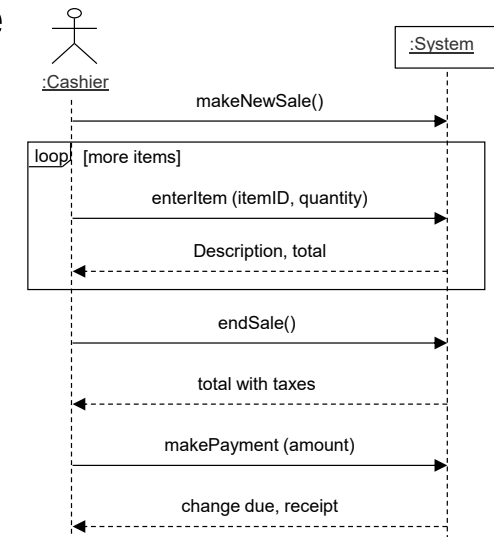 e
:System
:Cashier
makeNewSale()
loop [more items]
enterItem (itemID, quantity)
Description, total
endSale()
total with taxes
makePayment (amount)
change due, receipt